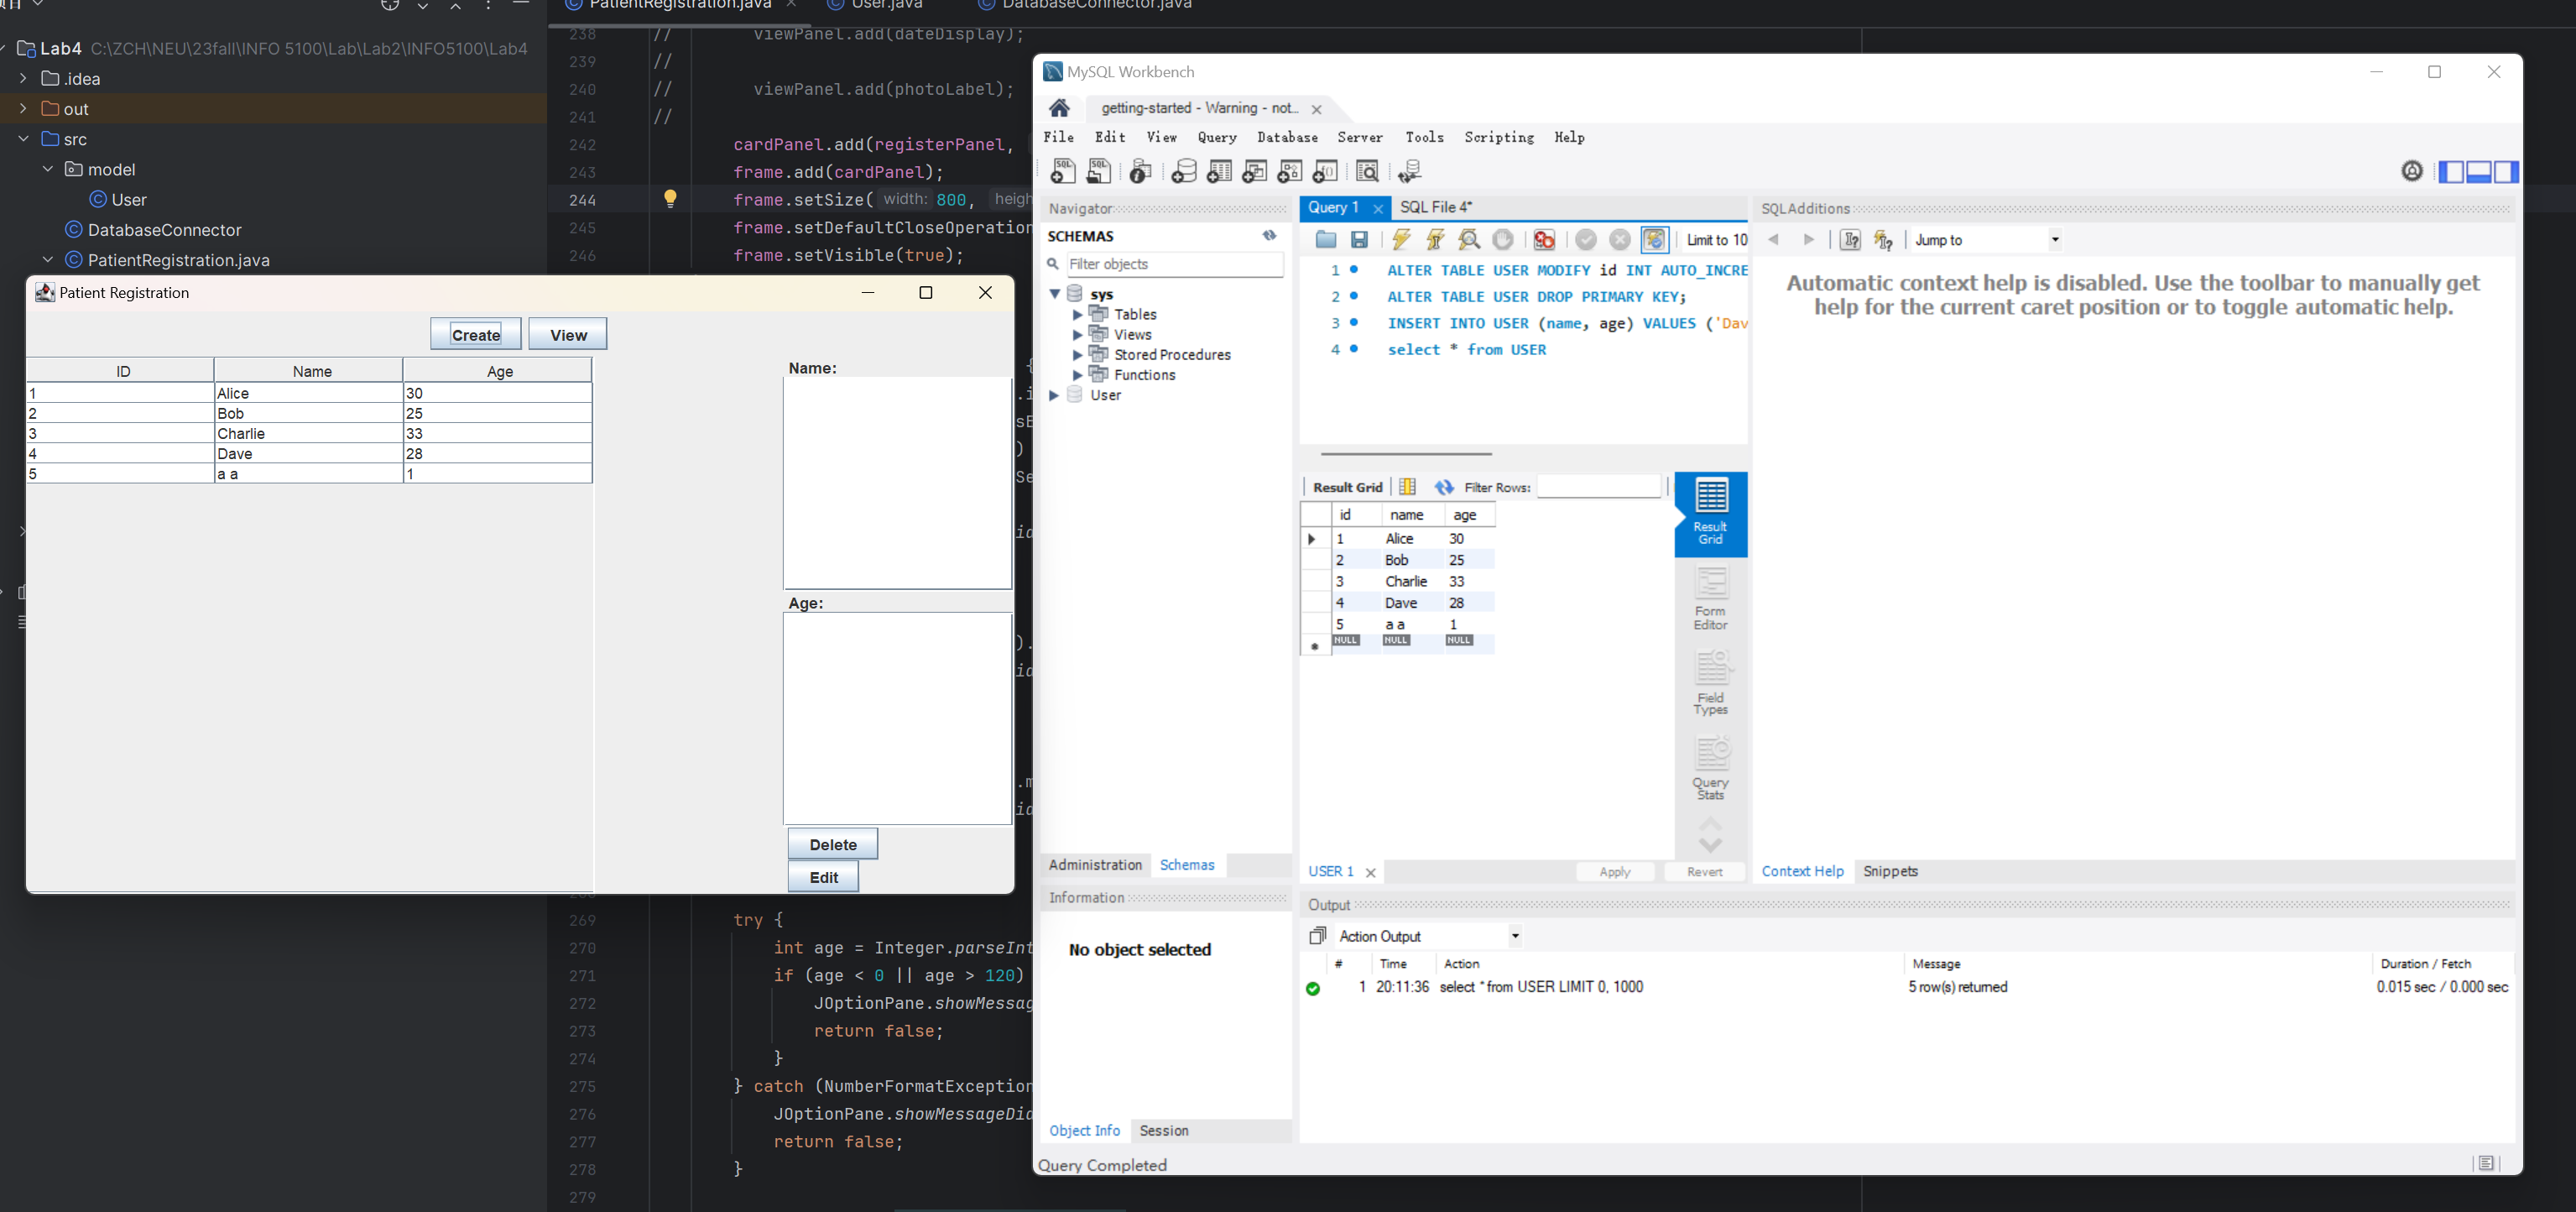 项目
PatientRegistration.java
User.java
DatabaseConnector.java
Lab4 C:\ZCH\NEU\23fall\INFO 5100\Lab\Lab2\INFO5100\Lab4
.idea
out
src
model
User
DatabaseConnector
PatientRegistration.java
238 // viewPanel.add(dateDisplay);
239 //
240 // viewPanel.add(photoLabel);
241 //
242 cardPanel.add(registerPanel,
243 frame.add(cardPanel);
244 frame.setSize( width: 800, heigh
245 frame.setDefaultCloseOperation
246 frame.setVisible(true);
Patient Registration
Create View
ID Name Age
1 Alice 30
2 Bob 25
3 Charlie 33
4 Dave 28
5 a a 1
Name:
Age:
Delete
Edit
269 try {
270 int age = Integer.parseInt
271 if (age < 0 || age > 120)
272 JOptionPane.showMessag
273 return false;
274 }
275 } catch (NumberFormatException
276 JOptionPane.showMessageDia
277 return false;
278 }
279
MySQL Workbench
getting-started - Warning - not...
File Edit View Query Database Server Tools Scripting Help
Navigator
SCHEMAS
Filter objects
sys
Tables
Views
Stored Procedures
Functions
User
Administration Schemas
Information
No object selected
Object Info Session
Query Completed
Query 1
SQL File 4*
Limit to 10
1 ALTER TABLE USER MODIFY id INT AUTO_INCRE
2 ALTER TABLE USER DROP PRIMARY KEY;
3 INSERT INTO USER (name, age) VALUES ('Dav
4 select * from USER
Result Grid Filter Rows:
id name age
1 Alice 30
2 Bob 25
3 Charlie 33
4 Dave 28
5 a a 1
NULL NULL NULL
Result Grid
Form Editor
Field Types
Query Stats
USER 1
Apply Revert
SQLAdditions
Jump to
Automatic context help is disabled. Use the toolbar to manually get
help for the current caret position or to toggle automatic help.
Context Help Snippets
Output
Action Output
# Time Action Message Duration / Fetch
1 20:11:36 select * from USER LIMIT 0, 1000 5 row(s) returned 0.015 sec / 0.000 sec